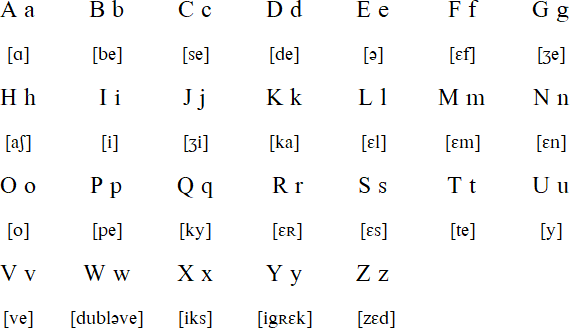 A a B b C c D d E e F f G g
[ɑ] [be] [se] [de] [ə] [ɛf] [ʒe]
H h I i J j K k L l M m N n
[aʃ] [i] [ʒi] [ka] [ɛl] [ɛm] [ɛn]
O o P p Q q R r S s T t U u
[o] [pe] [ky] [ɛʀ] [ɛs] [te] [y]
V v W w X x Y y Z z
[ve] [dubləve] [iks] [igʀɛk] [zɛd]